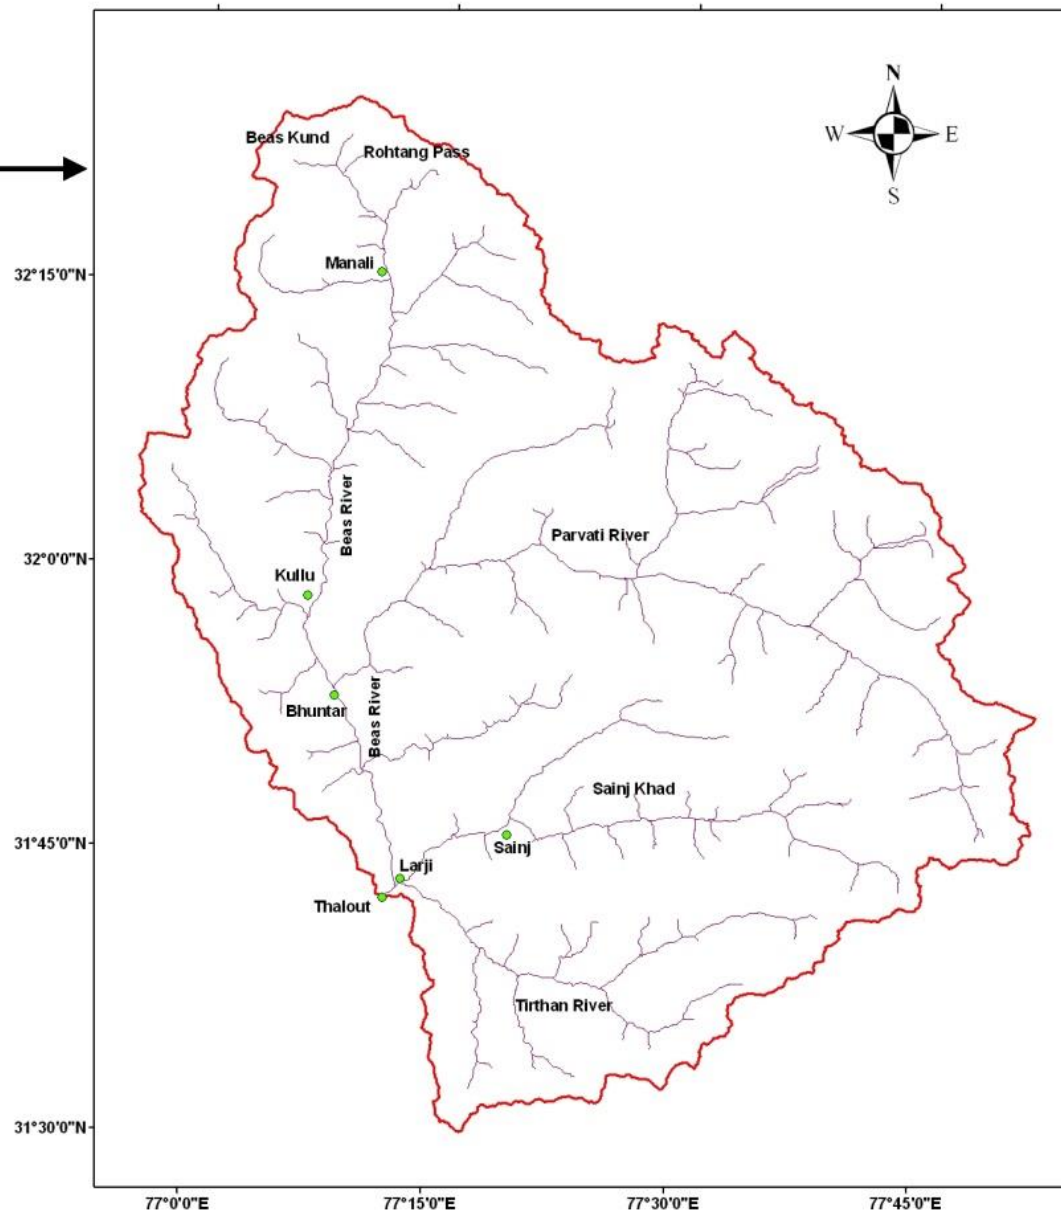 N
W E
S
Beas Kund
Rohtang Pass
32°15'0"N
Manali
Beas River
Parvati River
32°0'0"N
Kullu
Bhuntar
Beas River
Sainj Khad
31°45'0"N
Sainj
Larji
Thalout
Tirthan River
31°30'0"N
77°0'0"E 77°15'0"E 77°30'0"E 77°45'0"E